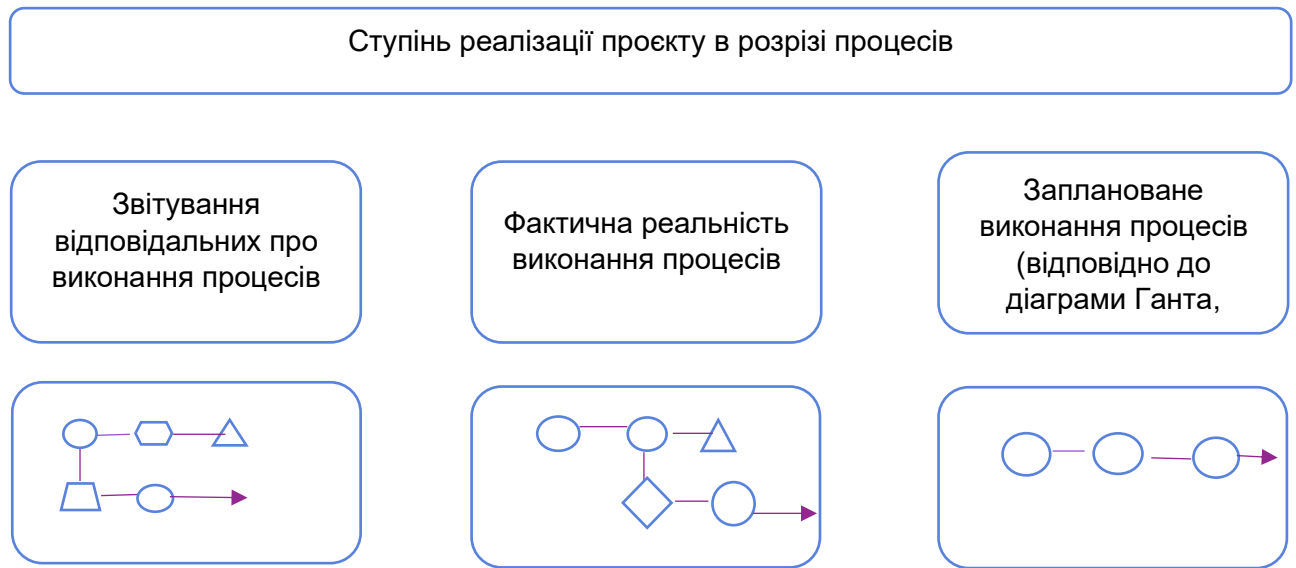 Ступінь реалізації проєкту в розрізі процесів
Звітування
відповідальних про
виконання процесів
Фактична реальність
виконання процесів
Заплановане
виконання процесів
(відповідно до
діаграми Ганта,